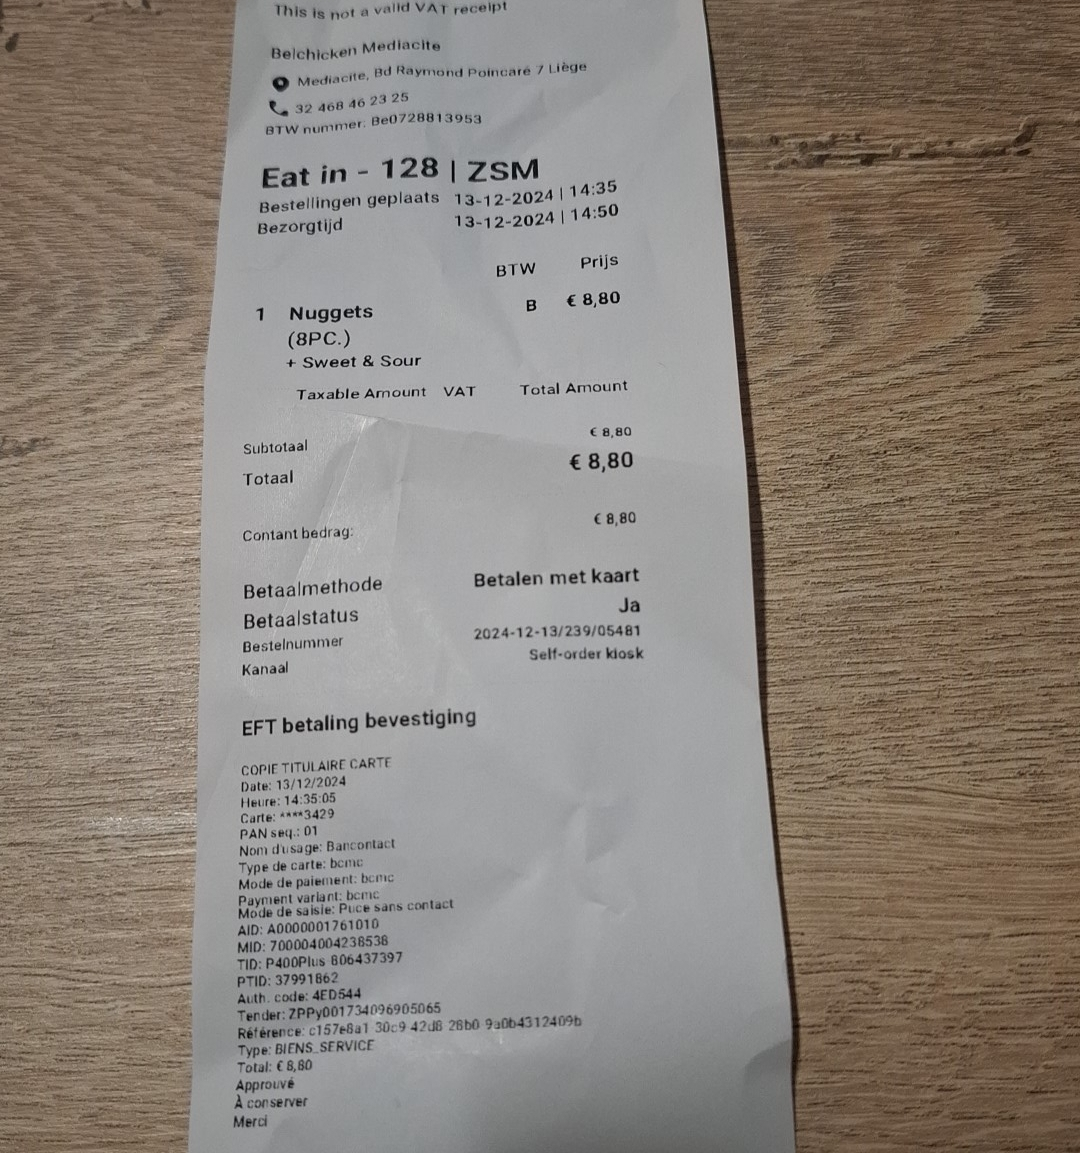 This is not a valid VAT receipt
Belchicken Mediacite
Mediacite, Bd Raymond Poincaré 7 Liège
32 468 46 23 25
BTW nummer: Be0728813953
Eat in - 128 | ZSM
Bestellingen geplaats 13-12-2024 | 14:35
Bezorgtijd 13-12-2024 | 14:50
BTW Prijs
1 Nuggets B € 8,80
(8PC.)
+ Sweet & Sour
Taxable Amount VAT Total Amount
Subtotaal € 8,80
Totaal € 8,80
Contant bedrag: € 8,80
Betaalmethode Betalen met kaart
Betaalstatus Ja
Bestelnummer 2024-12-13/239/05481
Kanaal Self-order kiosk
EFT betaling bevestiging
COPIE TITULAIRE CARTE
Date: 13/12/2024
Heure: 14:35:05
Carte: ****3429
PAN seq.: 01
Nom d'usage: Bancontact
Type de carte: bcmc
Mode de paiement: bcmc
Payment variant: bcmc
Mode de saisie: Puce sans contact
AID: A0000001761010
MID: 700004004238538
TID: P400Plus 806437397
PTID: 37991862
Auth. code: 4ED544
Tender: ZPPy001734096905065
Référence: c157e8a1 30c9 42d8 28b0 9a0b4312409b
Type: BIENS_SERVICE
Total: € 8,80
Approuvé
À conserver
Merci